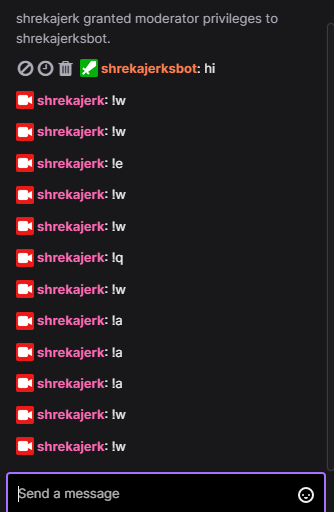 shrekajerk granted moderator privileges to
shrekajerksbot.
shrekajerksbot: hi
shrekajerk: !w
shrekajerk: !w
shrekajerk: !e
shrekajerk: !w
shrekajerk: !w
shrekajerk: !q
shrekajerk: !w
shrekajerk: !a
shrekajerk: !a
shrekajerk: !a
shrekajerk: !w
shrekajerk: !w
Send a message